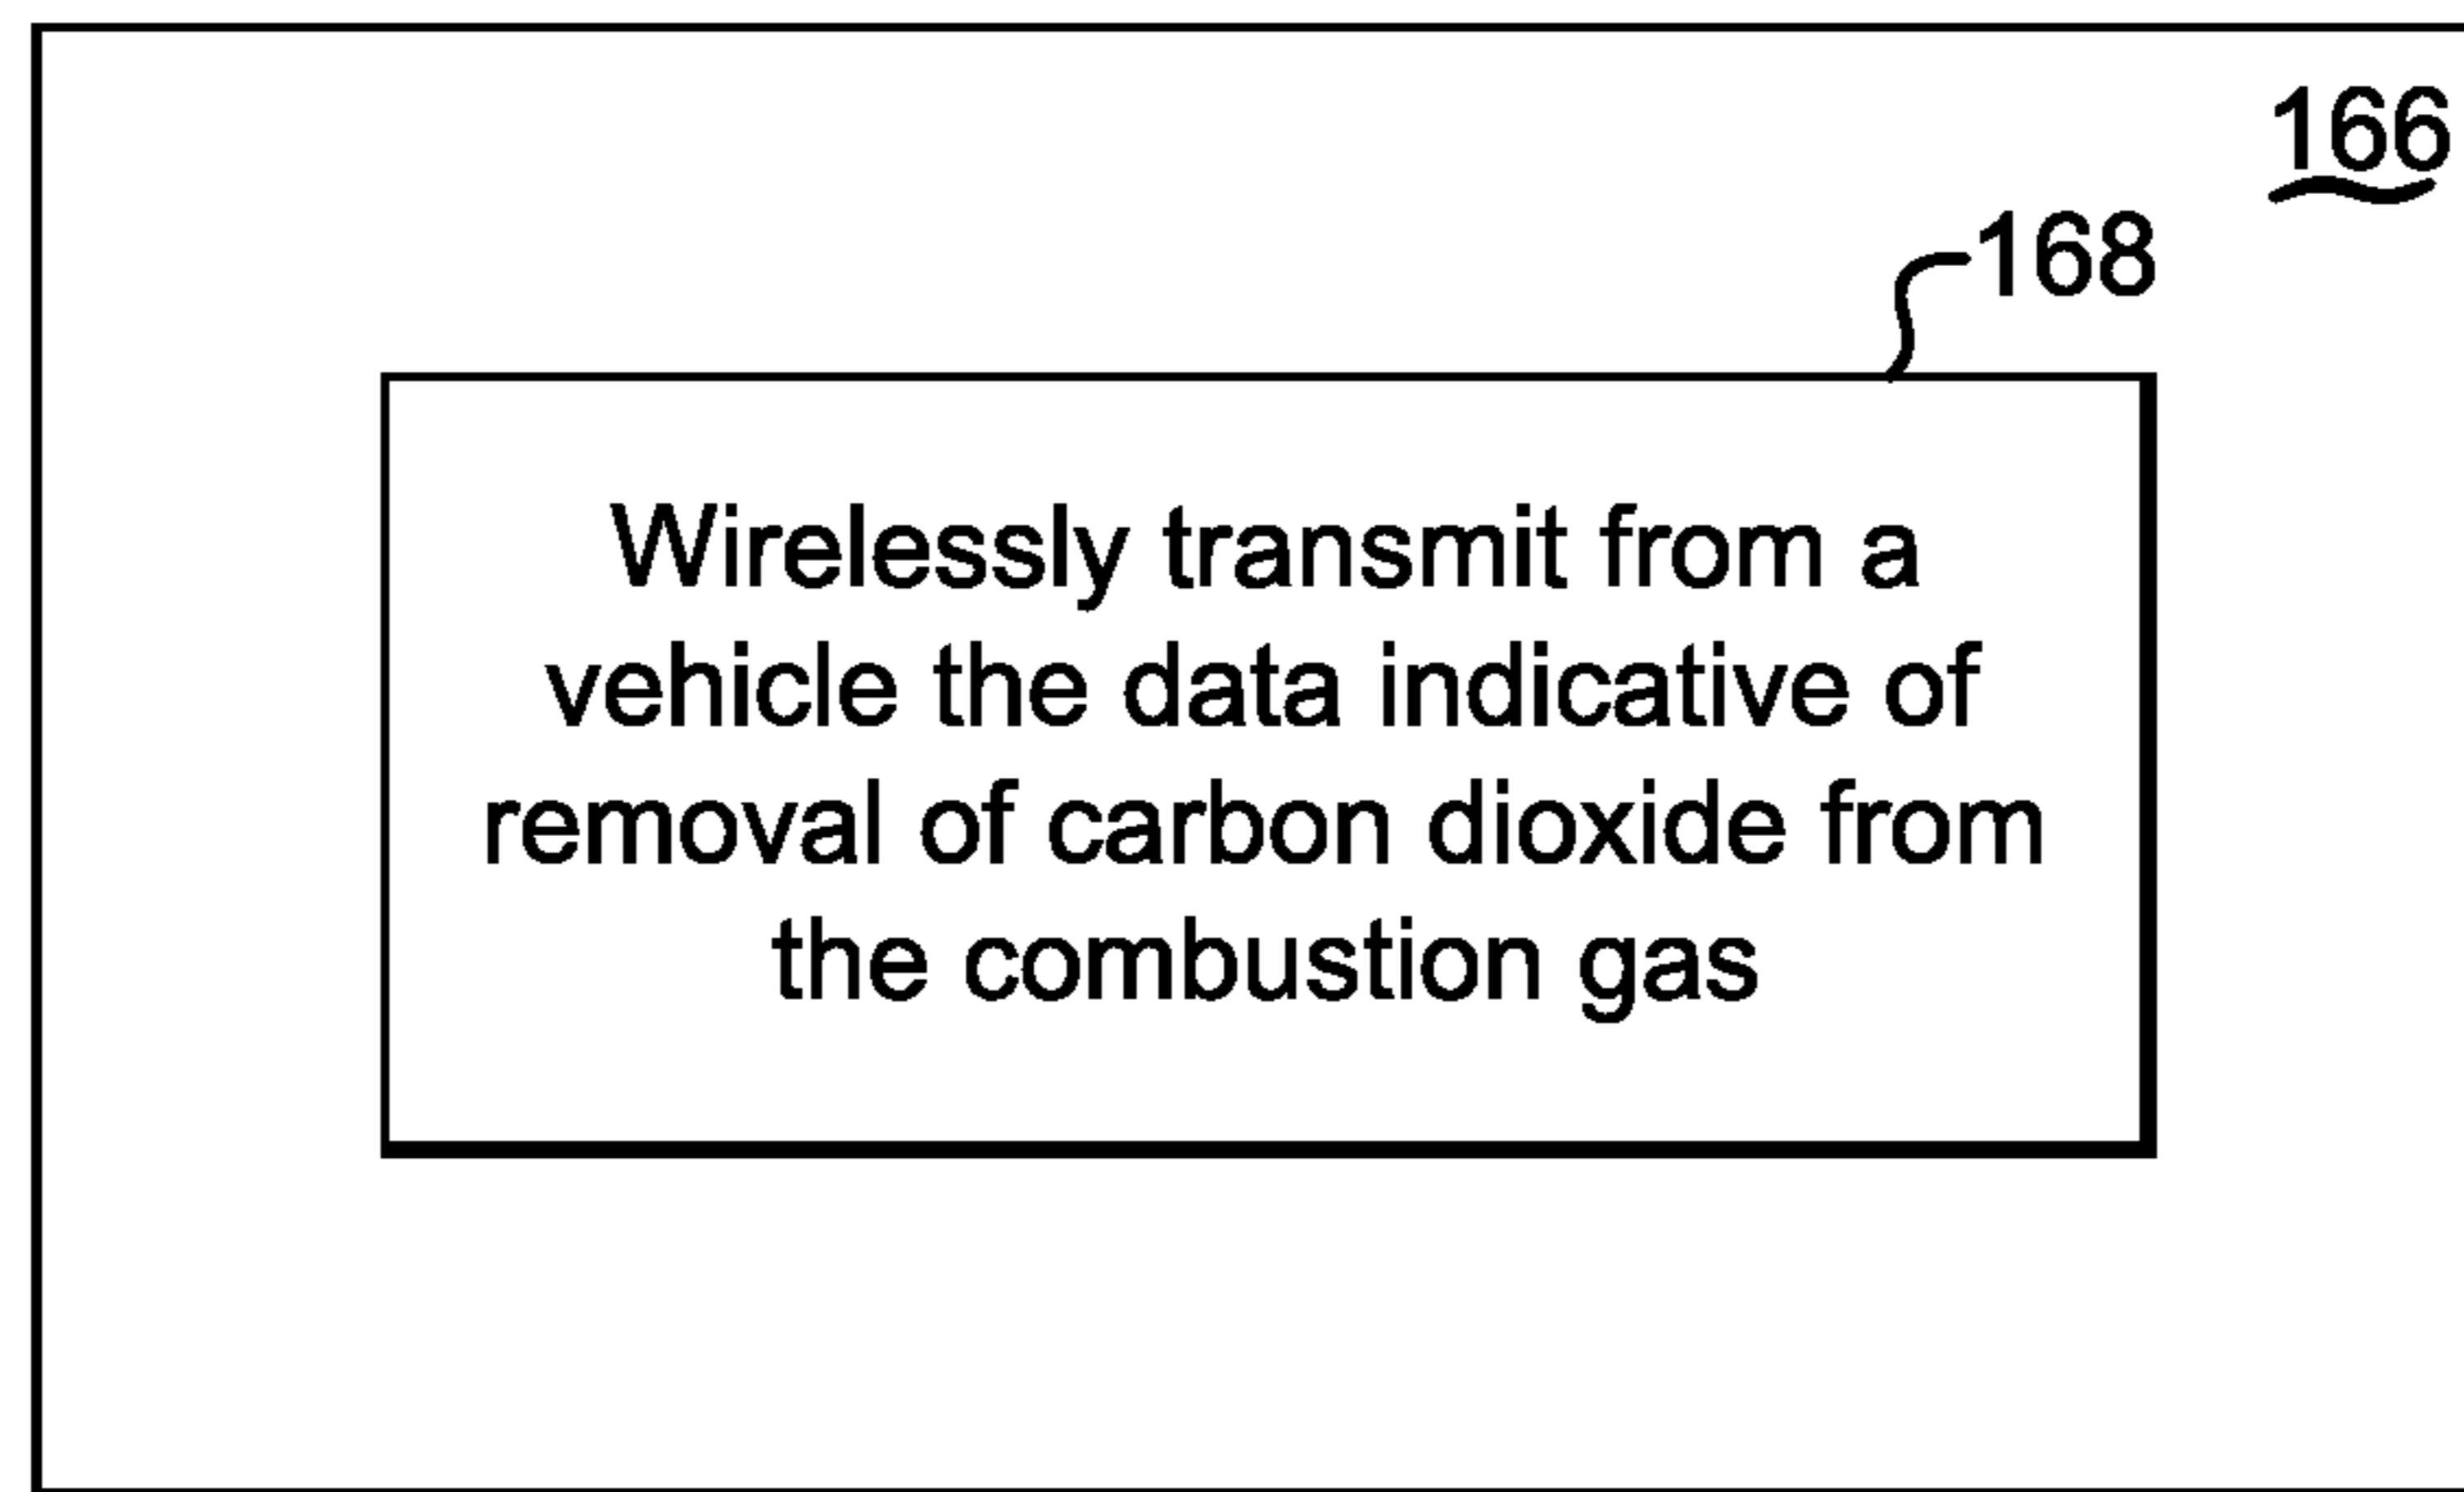 166
168
Wirelessly transmit from a
vehicle the data indicative of
removal of carbon dioxide from
the combustion gas